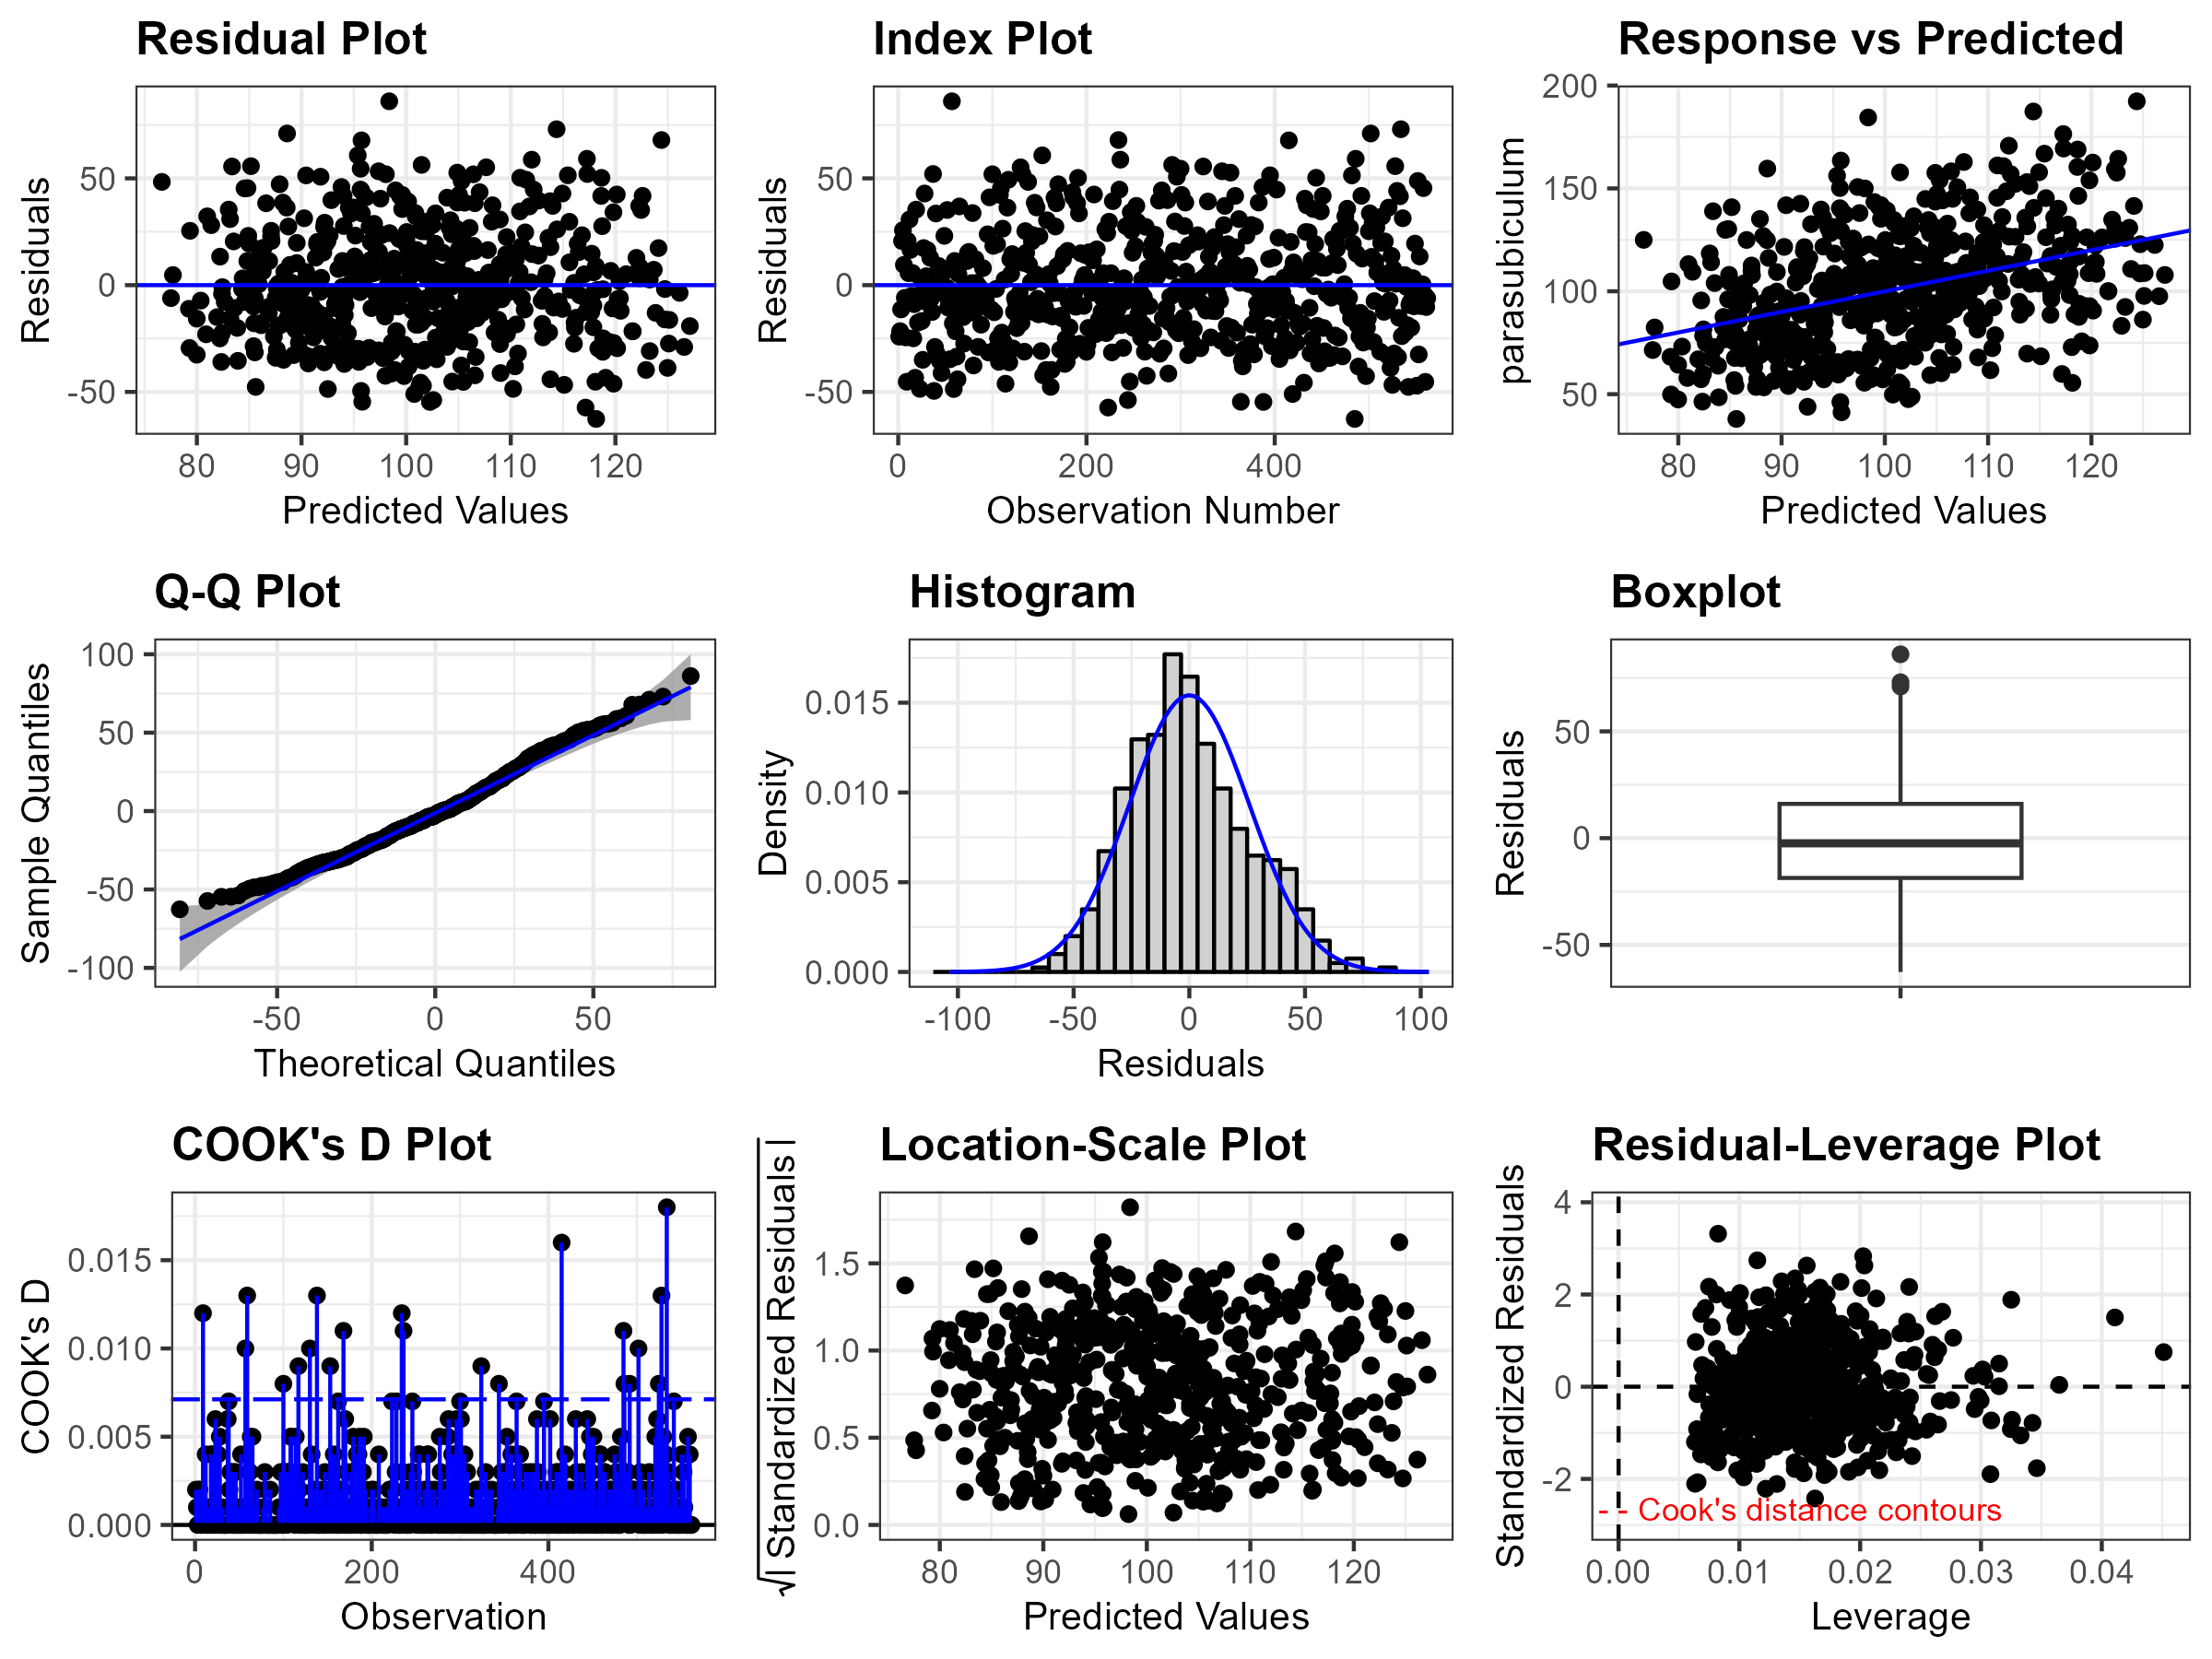 Residual Plot
Residuals
50
0
-50
80 90 100 110 120
Predicted Values
Index Plot
Residuals
50
0
-50
0 200 400
Observation Number
Response vs Predicted
parasubiculum
200
150
100
50
80 90 100 110 120
Predicted Values
Q-Q Plot
Sample Quantiles
100
50
0
-50
-100
-50 0 50
Theoretical Quantiles
Histogram
Density
0.015
0.010
0.005
0.000
-100 -50 0 50 100
Residuals
Boxplot
Residuals
50
0
-50
COOK's D Plot
COOK's D
0.015
0.010
0.005
0.000
0 200 400
Observation
Location-Scale Plot
√| Standardized Residuals |
1.5
1.0
0.5
0.0
80 90 100 110 120
Predicted Values
Residual-Leverage Plot
Standardized Residuals
4
2
0
-2
Cook's distance contours
0.00 0.01 0.02 0.03 0.04
Leverage